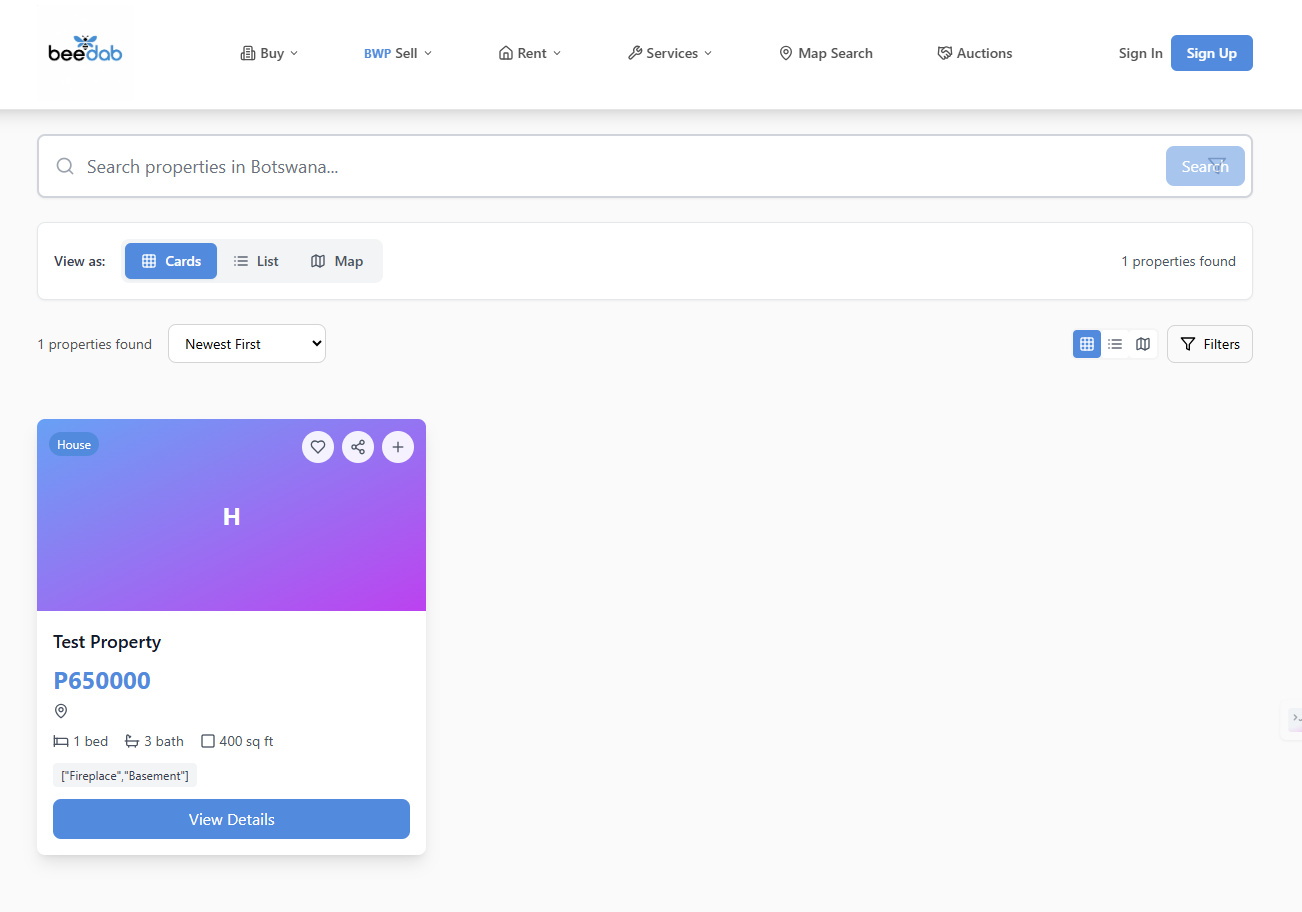 beedab
Buy
BWP Sell
Rent
Services
Map Search
Auctions
Sign In
Sign Up
Search properties in Botswana...
Search
View as:
Cards
List
Map
1 properties found
1 properties found
Newest First
Filters
House
H
Test Property
P650000
1 bed
3 bath
400 sq ft
["Fireplace","Basement"]
View Details